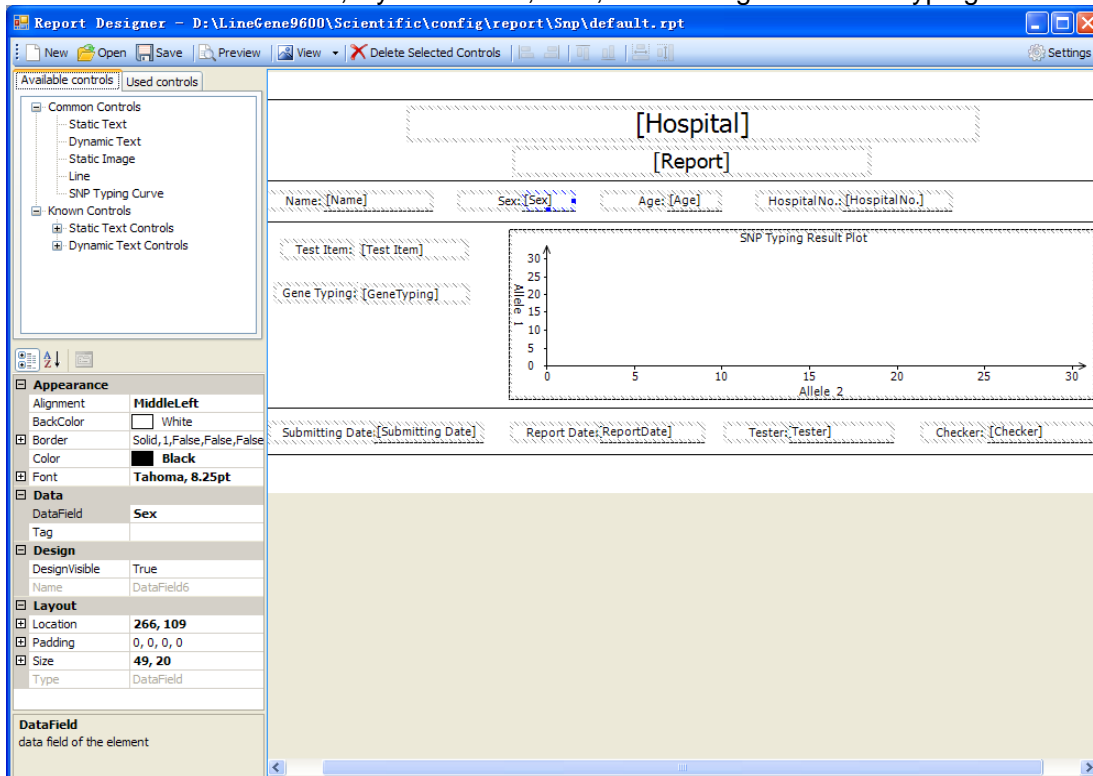 Report Designer - D:\LineGene9600\Scientific\config\report\Snp\default.rpt
New Open Save Preview View Delete Selected Controls Settings
Available controls Used controls
Common Controls
Static Text
Dynamic Text
Static Image
Line
SNP Typing Curve
Known Controls
Static Text Controls
Dynamic Text Controls
Appearance
Alignment MiddleLeft
BackColor White
Border Solid,1,False,False,False
Color Black
Font Tahoma, 8.25pt
Data
DataField Sex
Tag
Design
DesignVisible True
Name DataField6
Layout
Location 266, 109
Padding 0, 0, 0, 0
Size 49, 20
Type DataField
DataField
data field of the element
[Hospital]
[Report]
Name: [Name] Sex: [Sex] Age: [Age] HospitalNo.: [HospitalNo.]
Test Item: [Test Item]
Gene Typing: [GeneTyping]
SNP Typing Result Plot
Allele 1
30
25
20
15
10
5
0
0 5 10 15 20 25 30
Allele 2
Submitting Date: [Submitting Date] Report Date: ReportDate] Tester: Tester] Checker: [Checker]